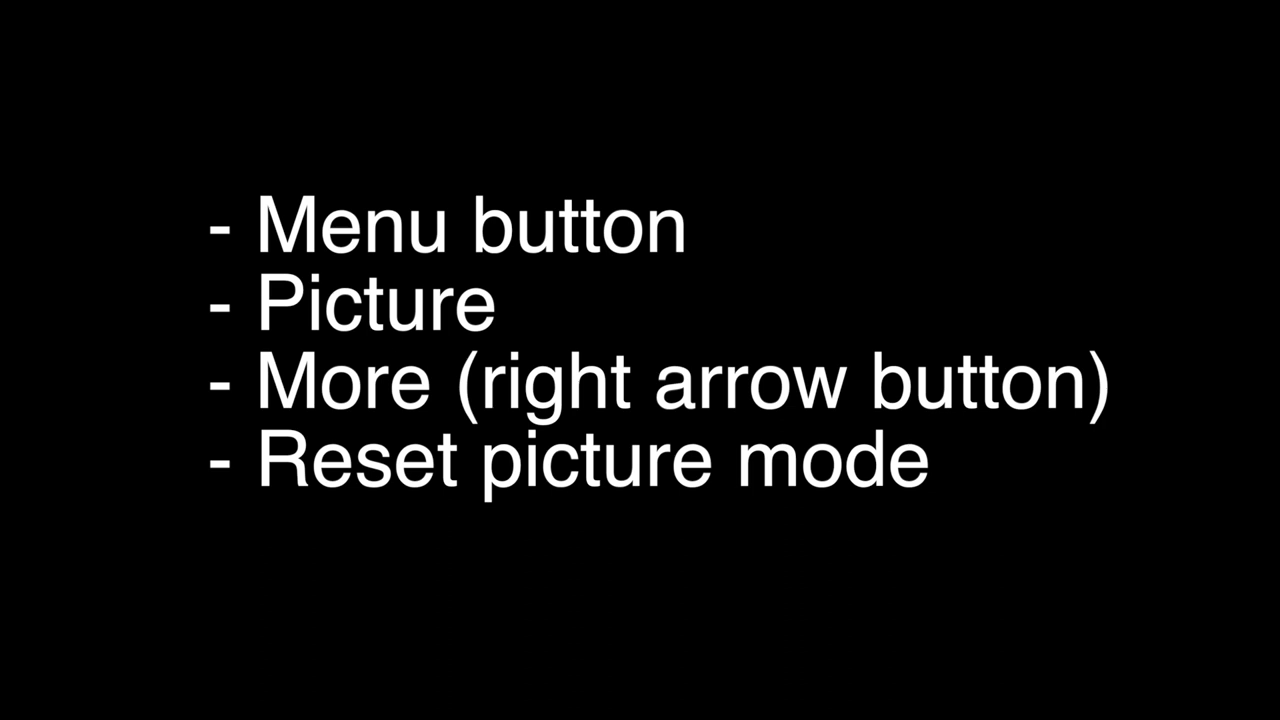 - Menu button
- Picture
- More (right arrow button)
- Reset picture mode